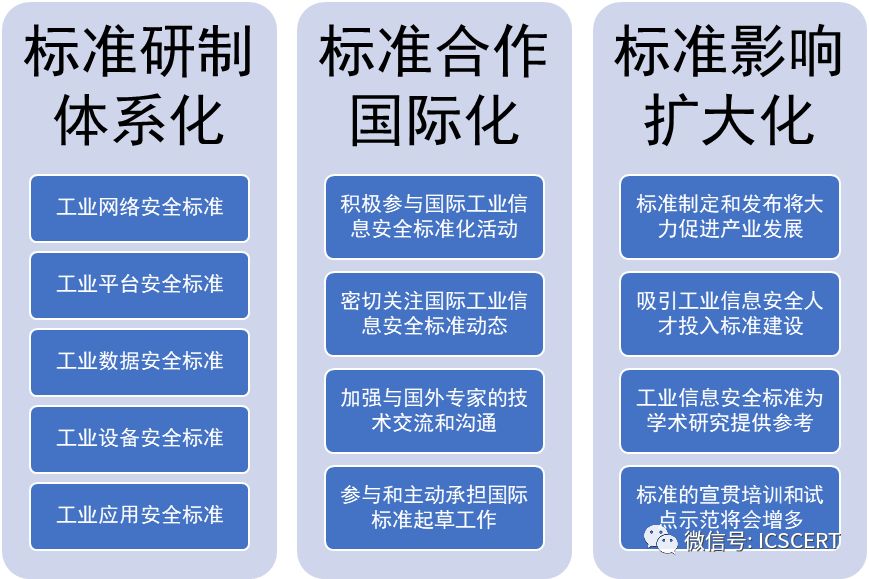 标准研制
体系化
工业网络安全标准
工业平台安全标准
工业数据安全标准
工业设备安全标准
工业应用安全标准
标准合作
国际化
积极参与国际工业信
息安全标准化活动
密切关注国际工业信
息安全标准动态
加强与国外专家的技
术交流和沟通
参与和主动承担国际
标准起草工作
标准影响
扩大化
标准制定和发布将大
力促进产业发展
吸引工业信息安全人
才投入标准建设
工业信息安全标准为
学术研究提供参考
标准的宣贯培训和试
点示范将会增多
微信号: ICSCERT